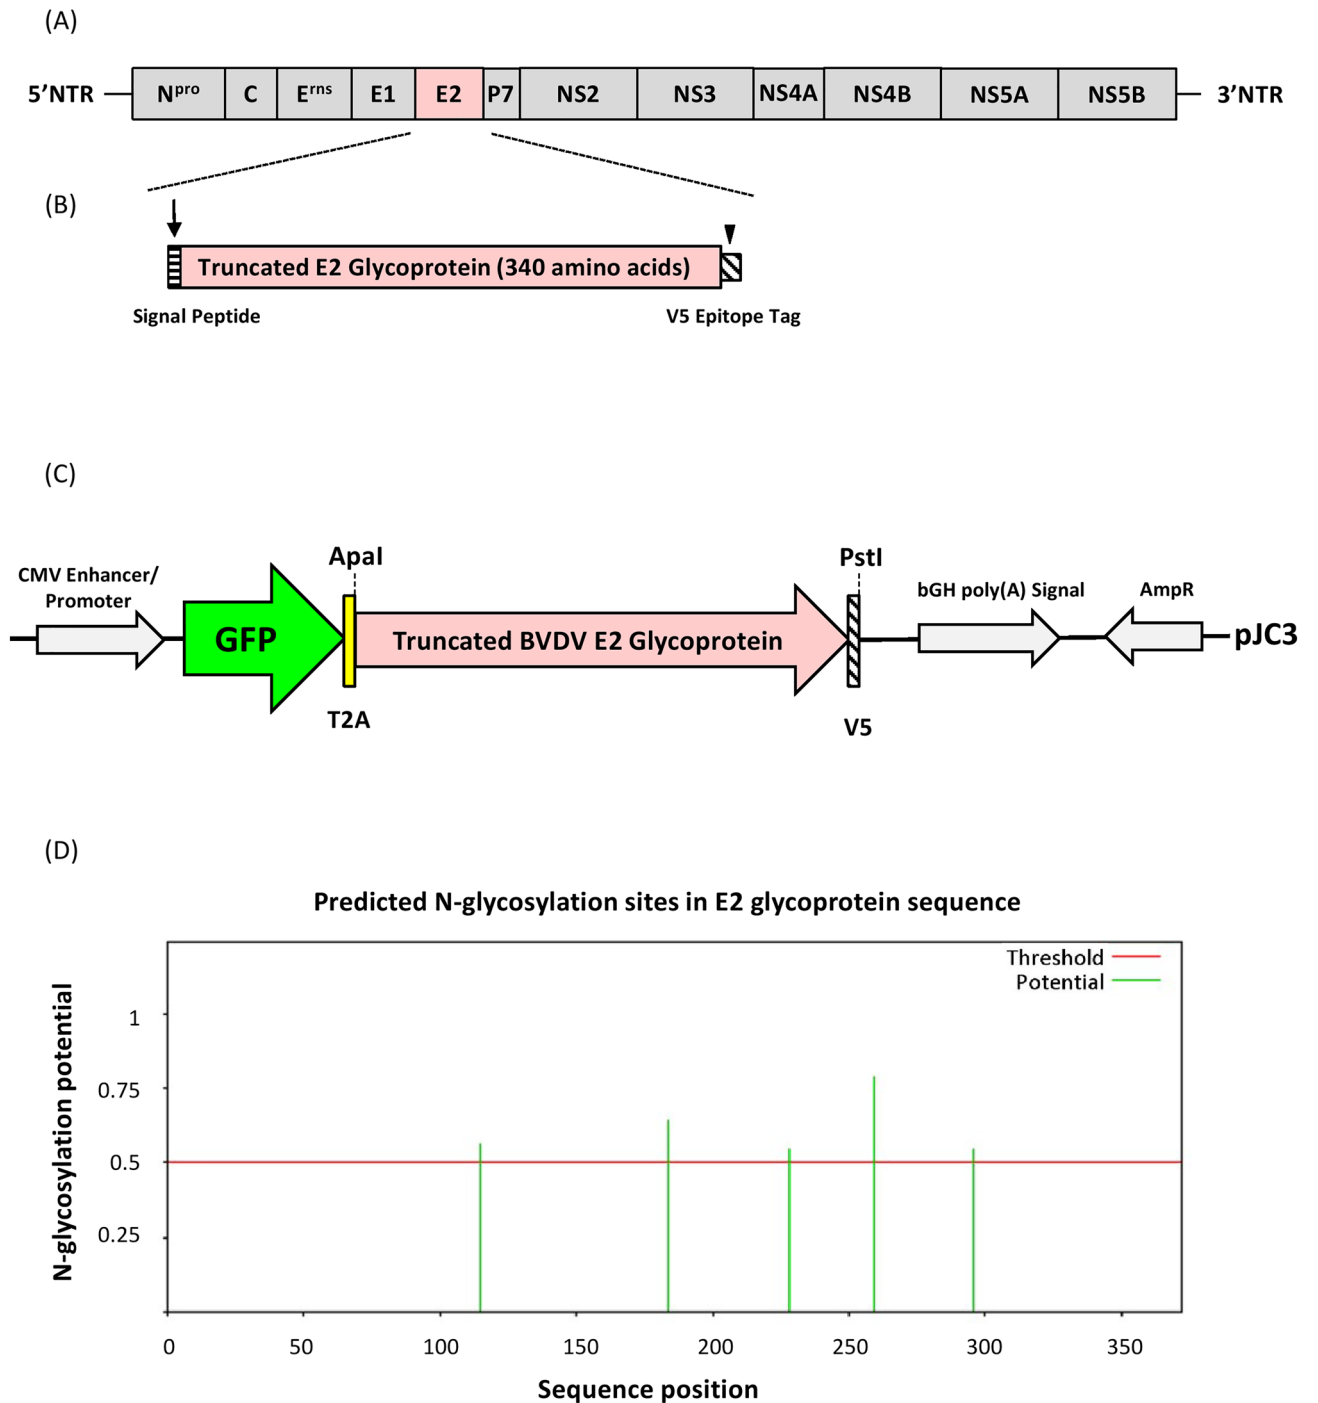 (A)
5’NTR Nᵖʳᵒ C Eʳⁿˢ E1 E2 P7 NS2 NS3 NS4A NS4B NS5A NS5B 3’NTR
(B)
Truncated E2 Glycoprotein (340 amino acids)
Signal Peptide V5 Epitope Tag
(C)
ApaI PstI
CMV Enhancer/
Promoter
bGH poly(A) Signal AmpR
GFP Truncated BVDV E2 Glycoprotein pJC3
T2A V5
(D)
Predicted N-glycosylation sites in E2 glycoprotein sequence
Threshold
Potential
N-glycosylation potential
1
0.75
0.5
0.25
0 50 100 150 200 250 300 350
Sequence position